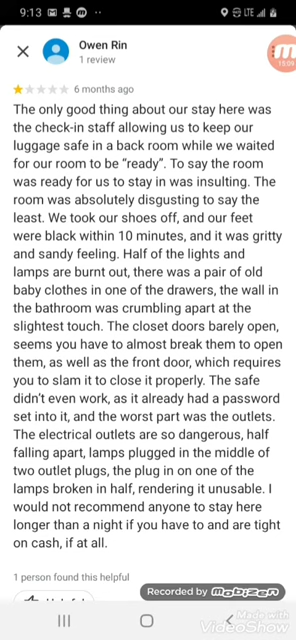 9:13
LTE
Owen Rin
1 review
15:09
6 months ago
The only good thing about our stay here was
the check-in staff allowing us to keep our
luggage safe in a back room while we waited
for our room to be “ready”. To say the room
was ready for us to stay in was insulting. The
room was absolutely disgusting to say the
least. We took our shoes off, and our feet
were black within 10 minutes, and it was gritty
and sandy feeling. Half of the lights and
lamps are burnt out, there was a pair of old
baby clothes in one of the drawers, the wall in
the bathroom was crumbling apart at the
slightest touch. The closet doors barely open,
seems you have to almost break them to open
them, as well as the front door, which requires
you to slam it to close it properly. The safe
didn't even work, as it already had a password
set into it, and the worst part was the outlets.
The electrical outlets are so dangerous, half
falling apart, lamps plugged in the middle of
two outlet plugs, the plug in on one of the
lamps broken in half, rendering it unusable. I
would not recommend anyone to stay here
longer than a night if you have to and are tight
on cash, if at all.
1 person found this helpful
Recorded by mobizen
Made with
VideoShow